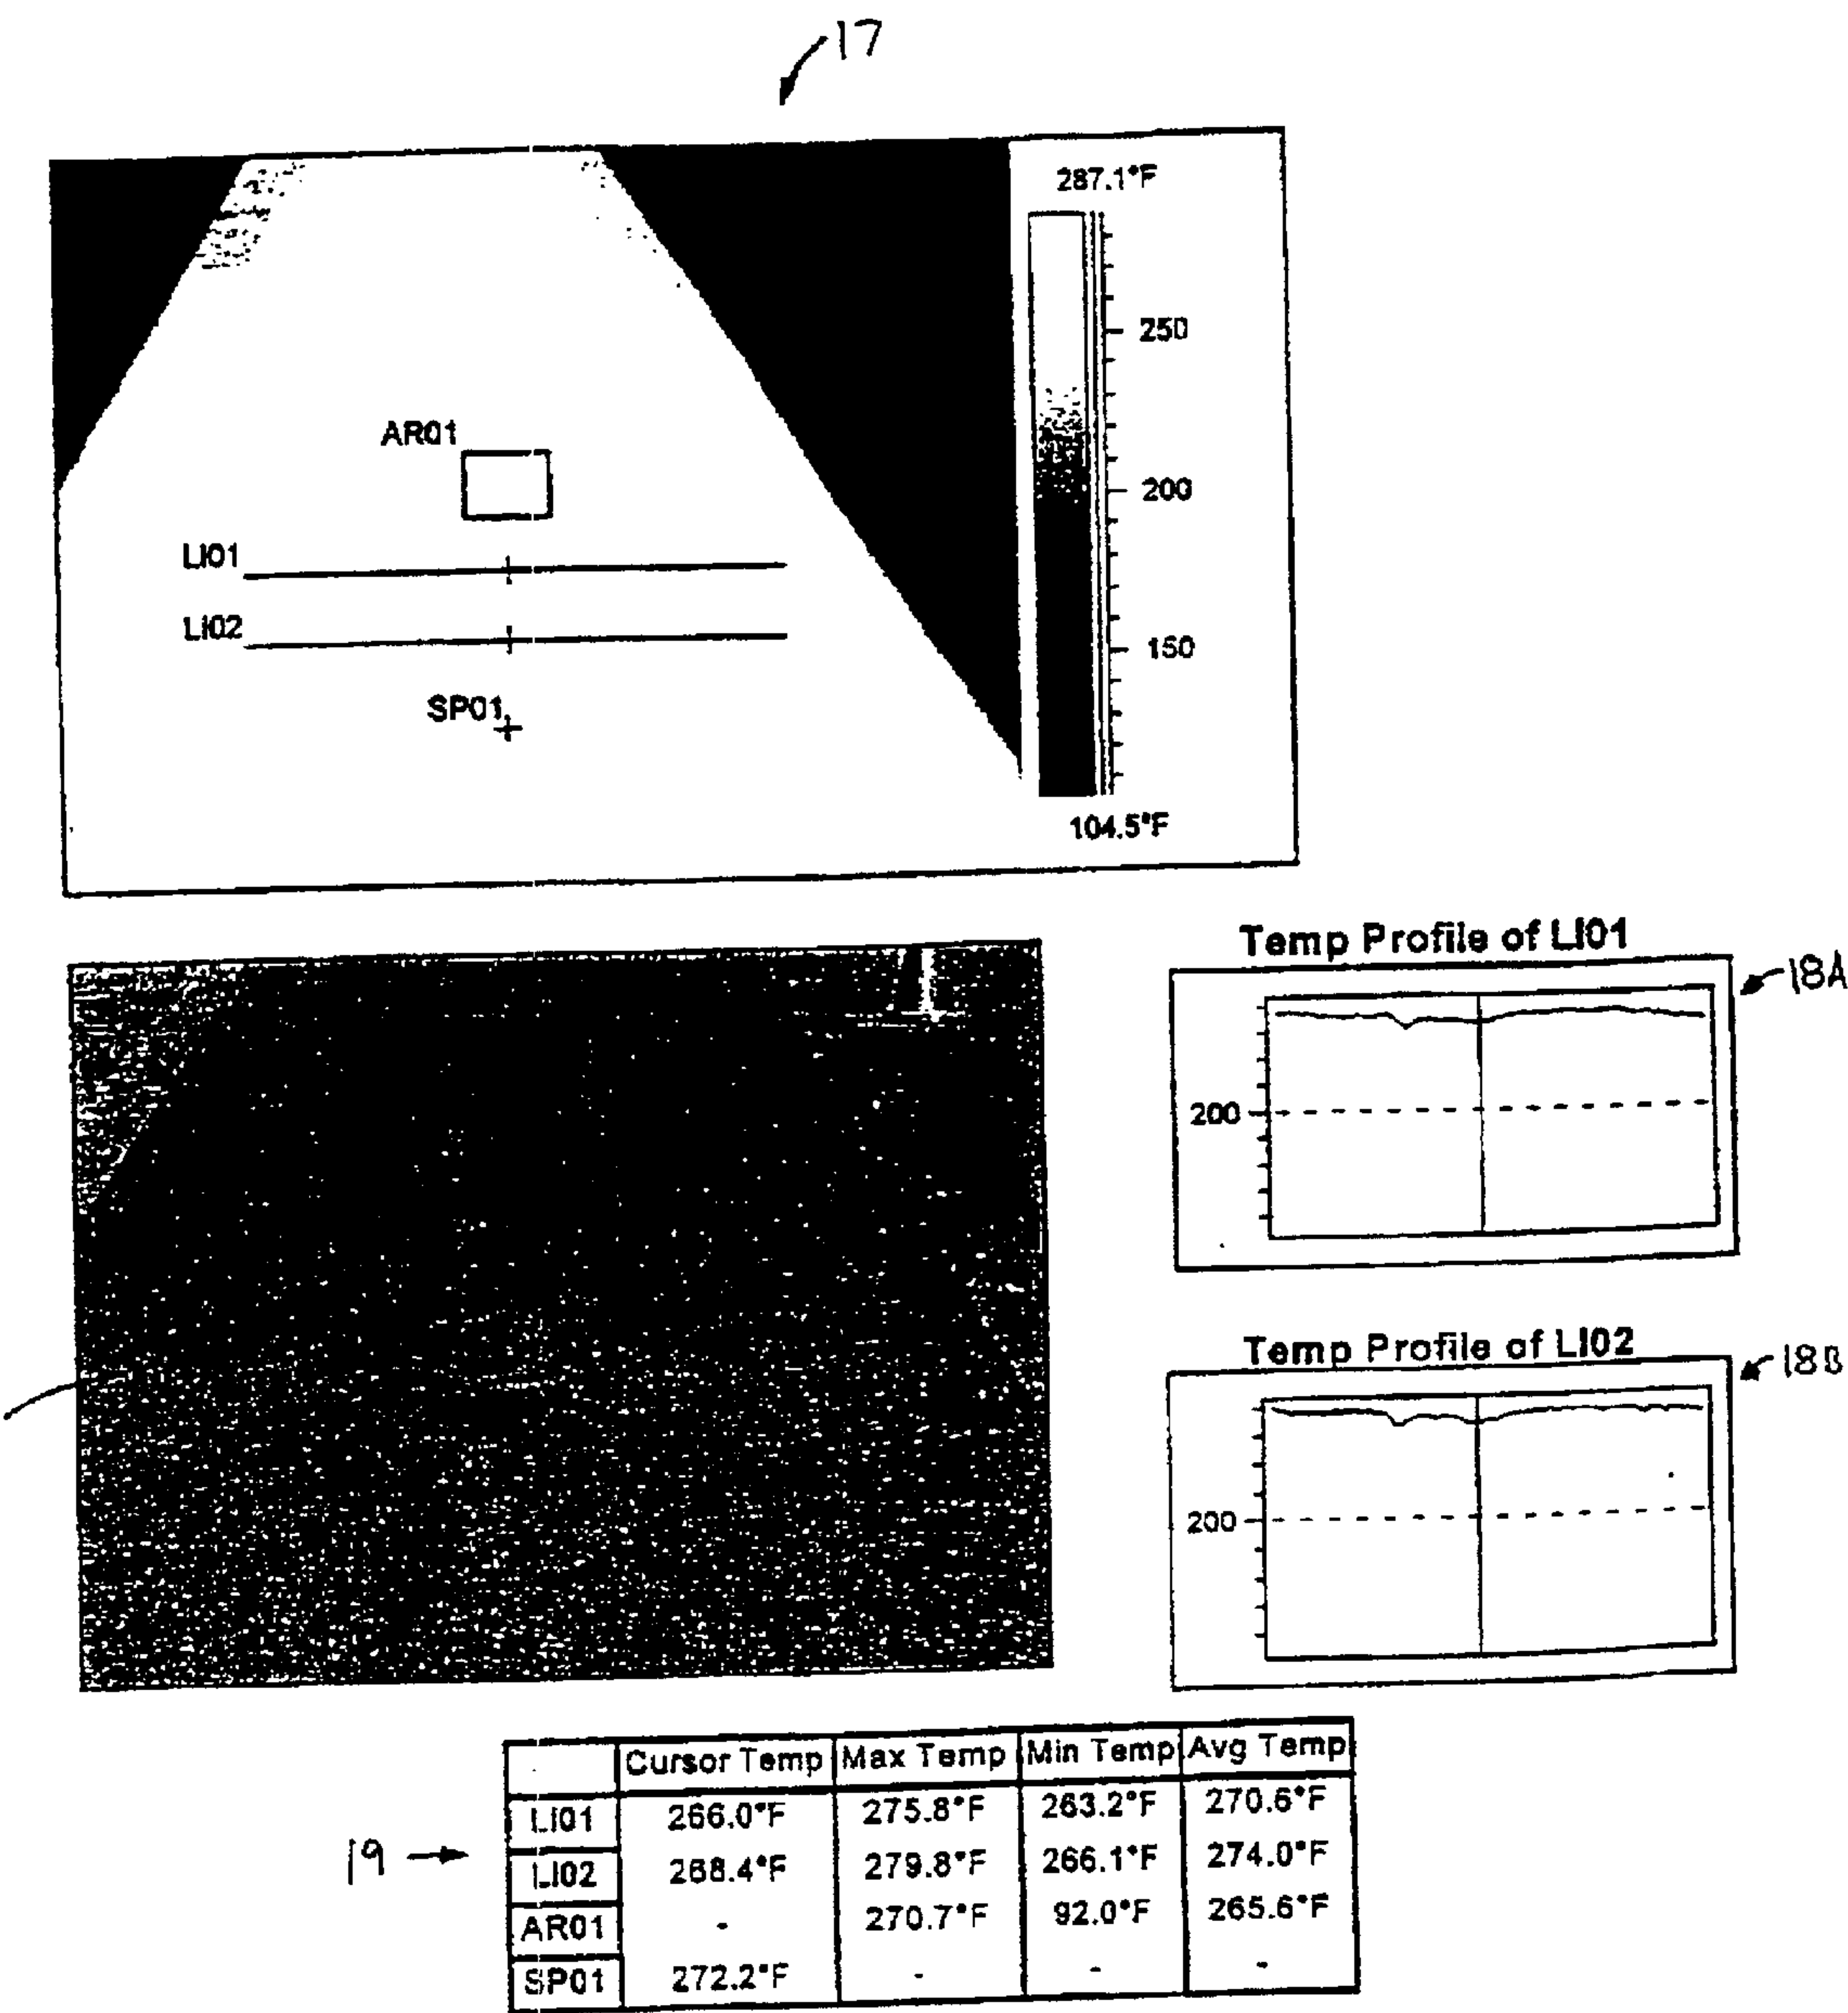 17
287.1°F
250
200
150
104.5°F
AR01
LI01
LI02
SP01
Temp Profile of LI01
18A
200
Temp Profile of LI02
18B
200
19
Cursor Temp Max Temp Min Temp Avg Temp
LI01 266.0°F 275.8°F 263.2°F 270.6°F
LI02 268.4°F 279.8°F 266.1°F 274.0°F
AR01 - 270.7°F 92.0°F 265.6°F
SP01 272.2°F - - -